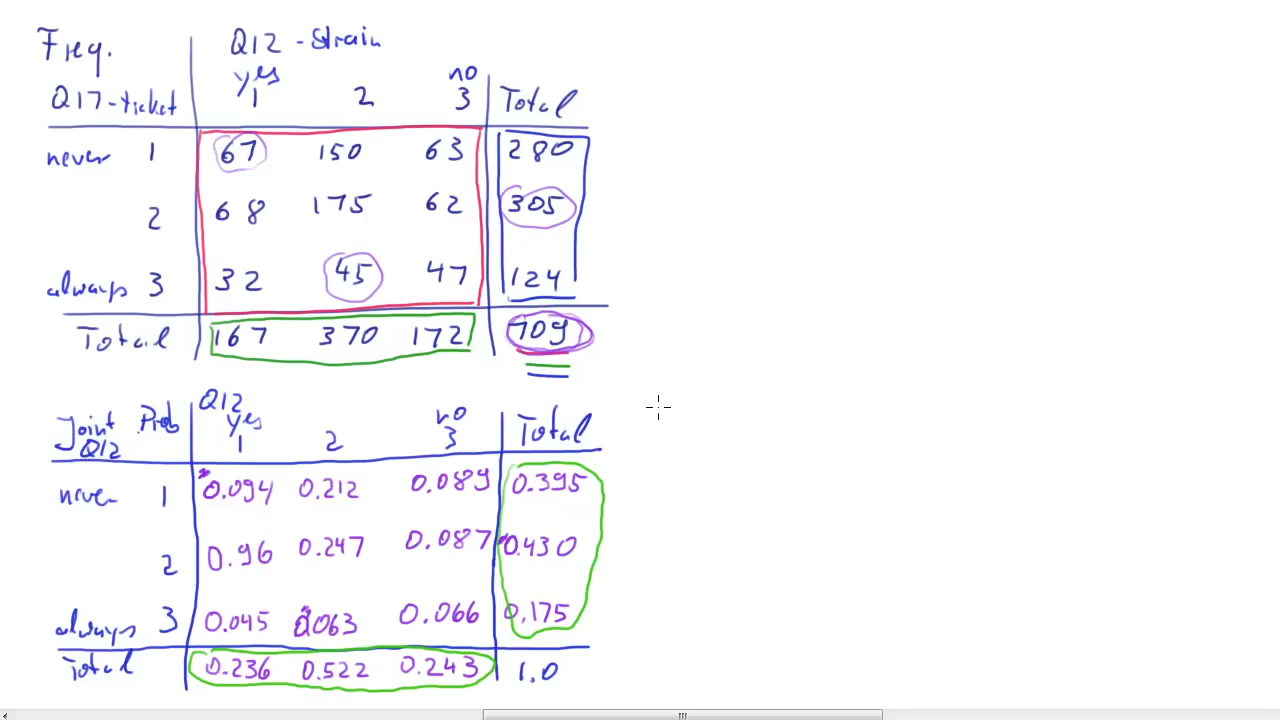 Freq. Q12 - Strain
yes no
Q17-ticket 1 2 3 Total
never 1 67 150 63 280
2 68 175 62 305
always 3 32 45 47 124
Total 167 370 172 709
Joint Prob Q12
Q12 yes 1 2 no 3 Total
never 1 0.094 0.212 0.089 0.395
2 0.96 0.247 0.087 0.430
always 3 0.045 0.063 0.066 0.175
Total 0.236 0.522 0.243 1.0